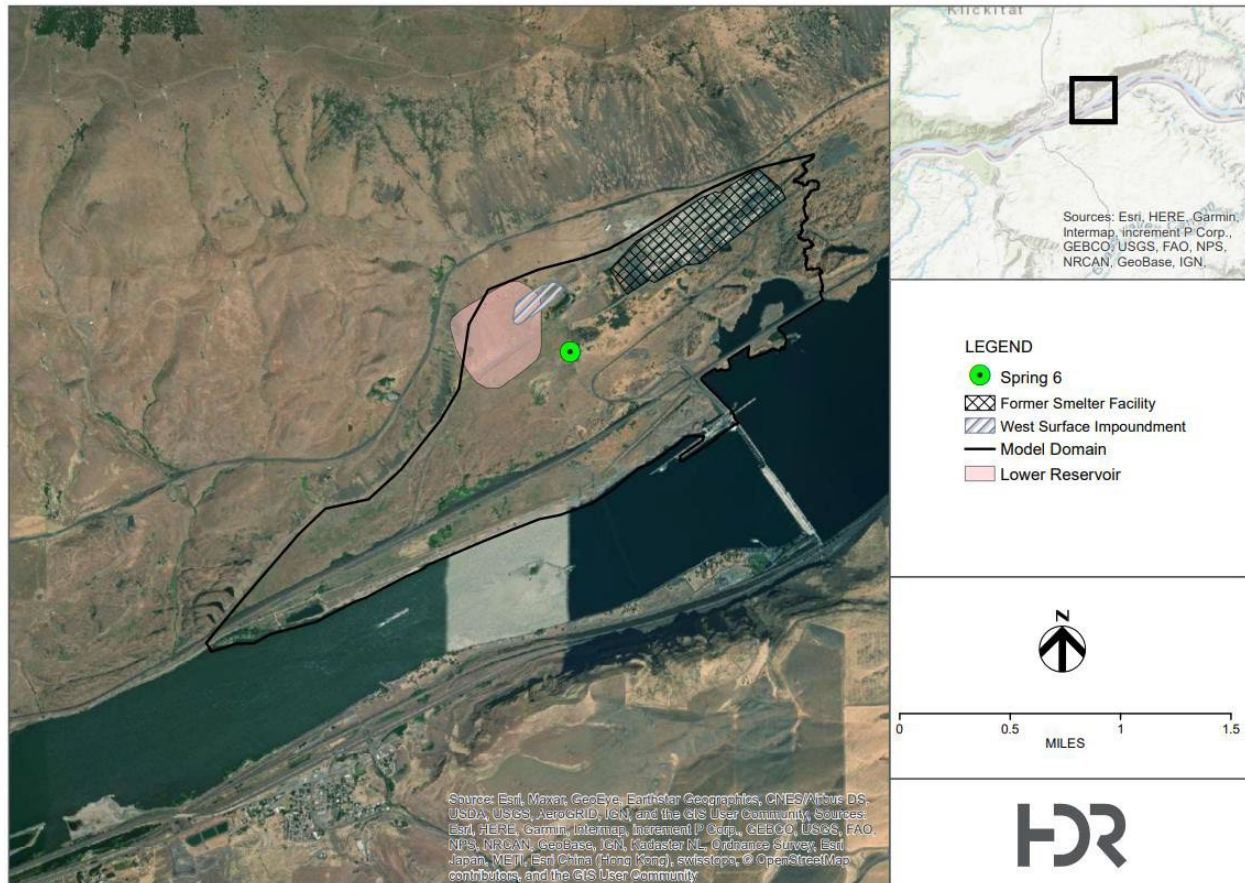 Klickitat
Sources: Esri, HERE, Garmin,
Intermap, increment P Corp.,
GEBCO, USGS, FAO, NPS,
NRCAN, GeoBase, IGN,
LEGEND
Spring 6
Former Smelter Facility
West Surface Impoundment
Model Domain
Lower Reservoir
N
0 0.5 1 1.5
MILES
Source: Esri, Maxar, GeoEye, Earthstar Geographics, CNES/Airbus DS,
USDA, USGS, AeroGRID, IGN, and the GIS User Community, Sources:
Esri, HERE, Garmin, Intermap, increment P Corp., GEBCO, USGS, FAO,
NPS, NRCAN, GeoBase, IGN, Kadaster NL, Ordnance Survey, Esri
Japan, METI, Esri China (Hong Kong), swisstopo, © OpenStreetMap
contributors, and the GIS User Community
HDR